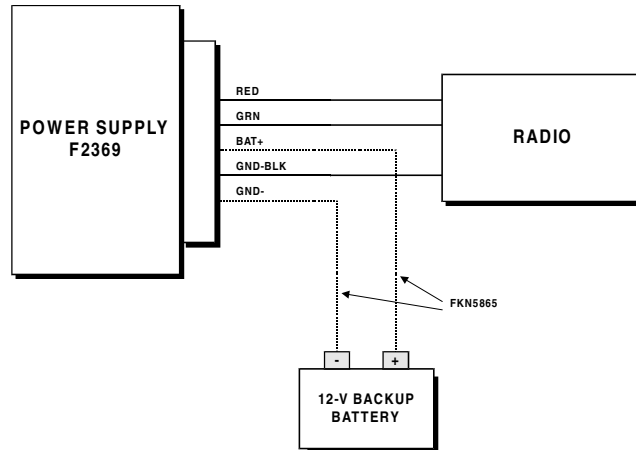 POWER SUPPLY
F2369
RED
GRN
BAT+
GND-BLK
GND-
RADIO
FKN5865
-
+
12-V BACKUP
BATTERY